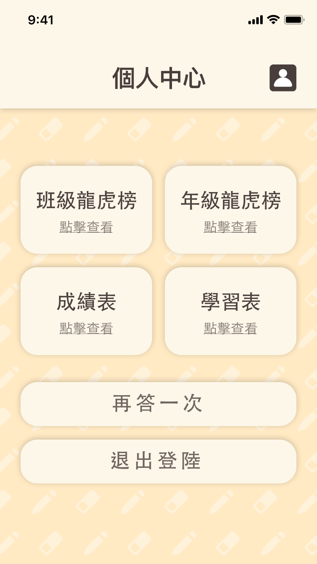 9:41
個人中心
班級龍虎榜
點擊查看
年級龍虎榜
點擊查看
成績表
點擊查看
學習表
點擊查看
再答一次
退出登陸